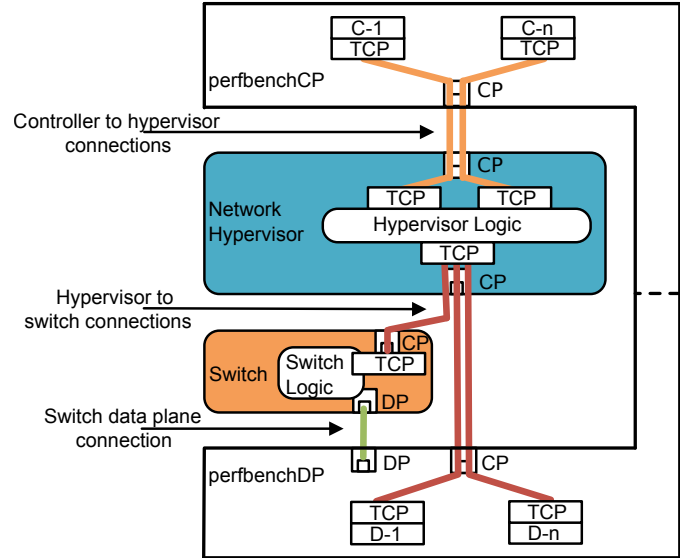 C-1
TCP
C-n
TCP
perfbenchCP
CP
Controller to hypervisor
connections
CP
TCP
TCP
Network
Hypervisor
Hypervisor Logic
TCP
CP
Hypervisor to
switch connections
CP
Switch
Switch
Logic
TCP
DP
Switch data plane
connection
DP
CP
perfbenchDP
TCP
D-1
TCP
D-n